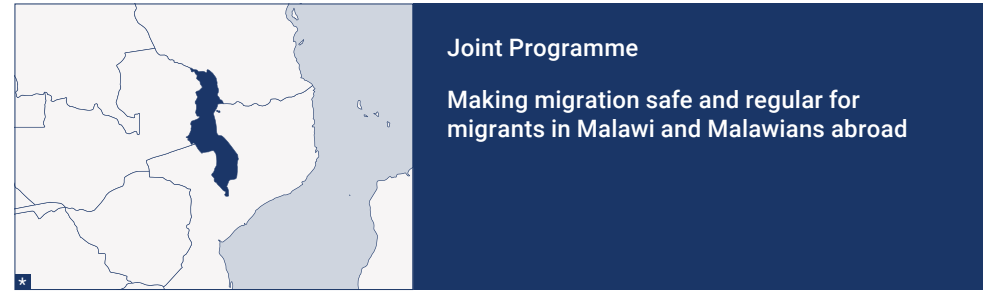 Joint Programme
Making migration safe and regular for
migrants in Malawi and Malawians abroad
*